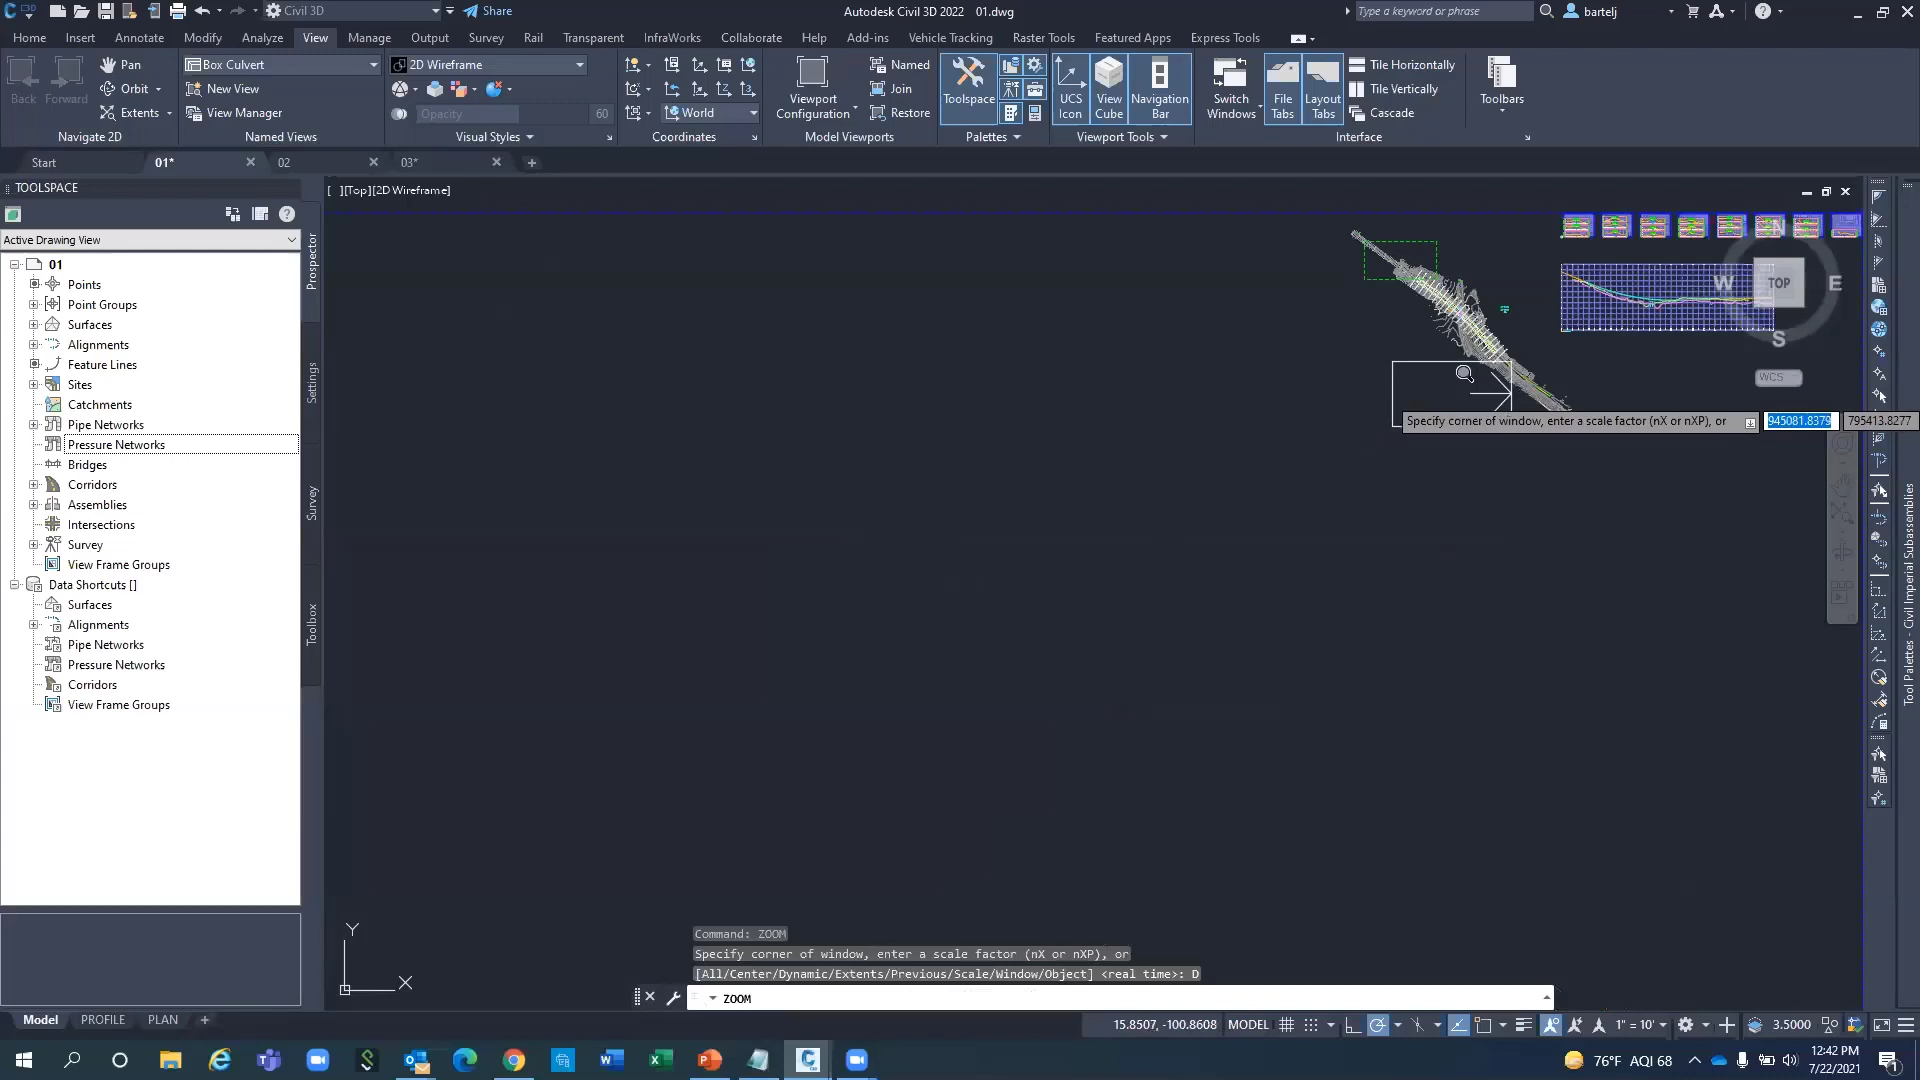 Civil 3D
Share
Autodesk Civil 3D 2022 01.dwg
Type a keyword or phrase
bartelj
Home Insert Annotate Modify Analyze View Manage Output Survey Rail Transparent InfraWorks Collaborate Help Add-ins Vehicle Tracking Raster Tools Featured Apps Express Tools
Back
Forward
Pan
Orbit
Extents
Navigate 2D
Box Culvert
New View
View Manager
Named Views
2D Wireframe
Opacity 60
Visual Styles
World
Coordinates
Viewport
Configuration
Named
Join
Restore
Model Viewports
Toolspace
Palettes
UCS
Icon
View
Cube
Navigation
Bar
Viewport Tools
Switch
Windows
File
Tabs
Layout
Tabs
Tile Horizontally
Tile Vertically
Cascade
Interface
Toolbars
Start 01* 02 03*
TOOLSPACE
Active Drawing View
01
Points
Point Groups
Surfaces
Alignments
Feature Lines
Sites
Catchments
Pipe Networks
Pressure Networks
Bridges
Corridors
Assemblies
Intersections
Survey
View Frame Groups
Data Shortcuts []
Surfaces
Alignments
Pipe Networks
Pressure Networks
Corridors
View Frame Groups
Prospector
Settings
Survey
Toolbox
[ ][Top][2D Wireframe]
N
W TOP E
S
WCS
Specify corner of window, enter a scale factor (nX or nXP), or 945081.8379 795413.8277
Tool Palettes - Civil Imperial Subassemblies
Y
X
Command: ZOOM
Specify corner of window, enter a scale factor (nX or nXP), or
[All/Center/Dynamic/Extents/Previous/Scale/Window/Object] <real time>: D
ZOOM
Model PROFILE PLAN +
15.8507, -100.8608 MODEL 1" = 10' 3.5000
76°F AQI 68
12:42 PM
7/22/2021